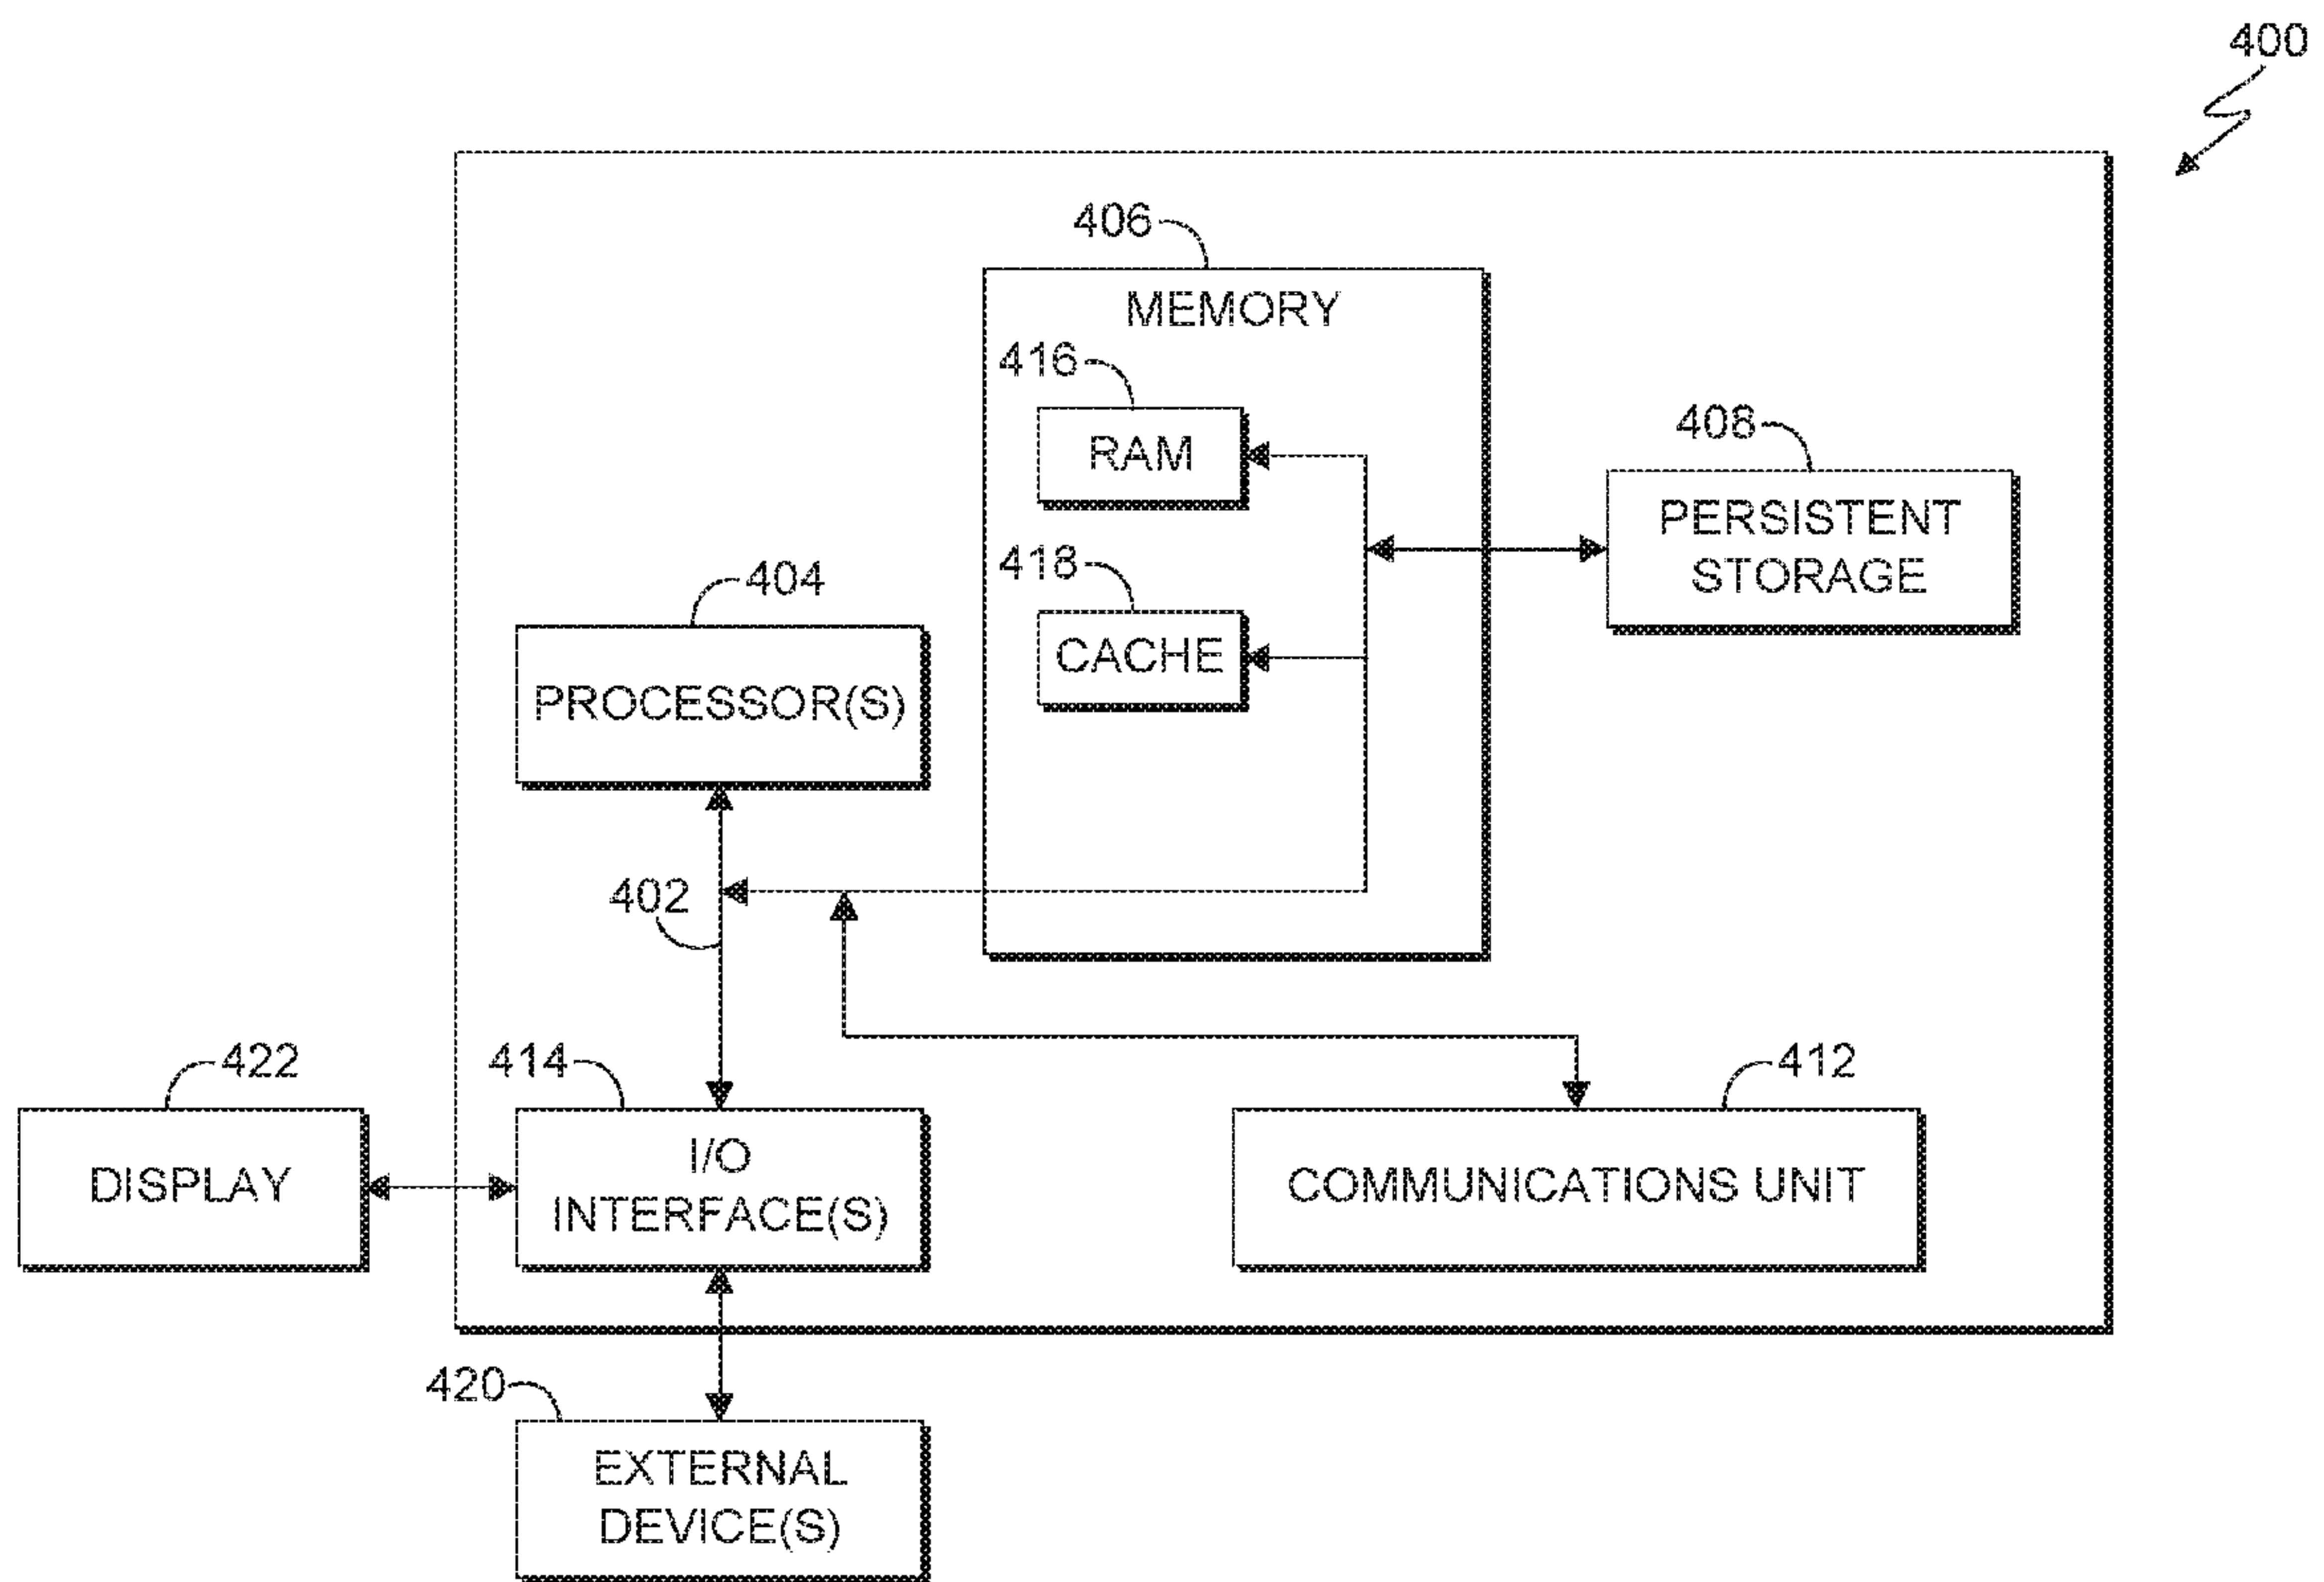 400
406
MEMORY
416
RAM
408
PERSISTENT
STORAGE
418
CACHE
404
PROCESSOR(S)
402
422
DISPLAY
414
I/O
INTERFACE(S)
412
COMMUNICATIONS UNIT
420
EXTERNAL
DEVICE(S)